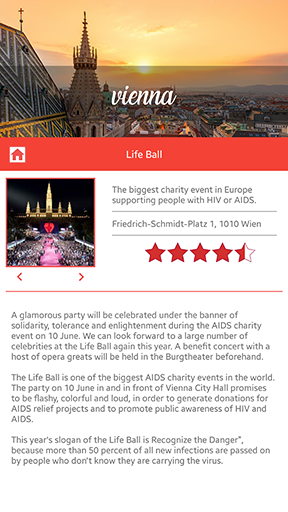 vienna
Life Ball
The biggest charity event in Europe
supporting people with HIV or AIDS.
Friedrich-Schmidt-Platz 1, 1010 Wien
A glamorous party will be celebrated under the banner of
solidarity, tolerance and enlightenment during the AIDS charity
event on 10 June. We can look forward to a large number of
celebrities at the Life Ball again this year. A benefit concert with a
host of opera greats will be held in the Burgtheater beforehand.
The Life Ball is one of the biggest AIDS charity events in the world.
The party on 10 June in and in front of Vienna City Hall promises
to be flashy, colorful and loud, in order to generate donations for
AIDS relief projects and to promote public awareness of HIV and
AIDS.
This year's slogan of the Life Ball is Recognize the Danger",
because more than 50 percent of all new infections are passed on
by people who don't know they are carrying the virus.